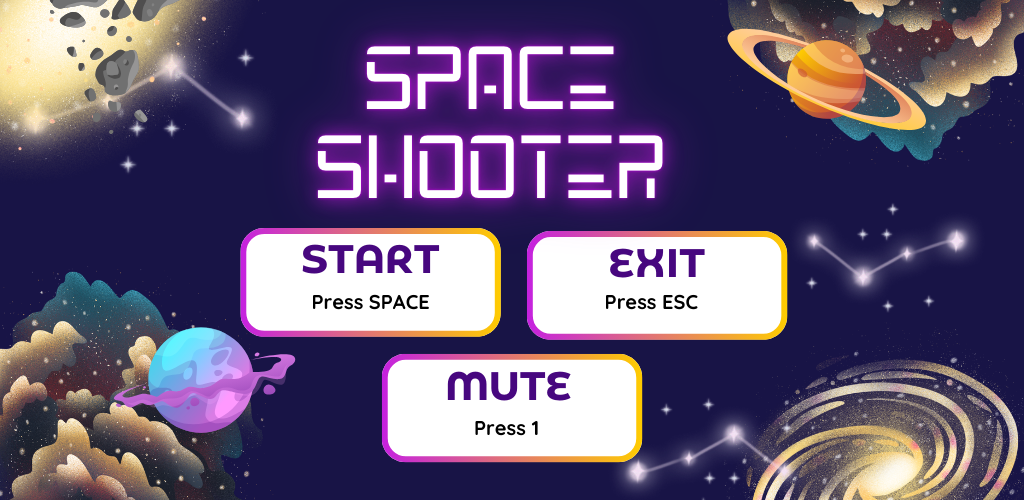 SPACE
SHOOTER
START
Press SPACE
EXIT
Press ESC
MUTE
Press 1